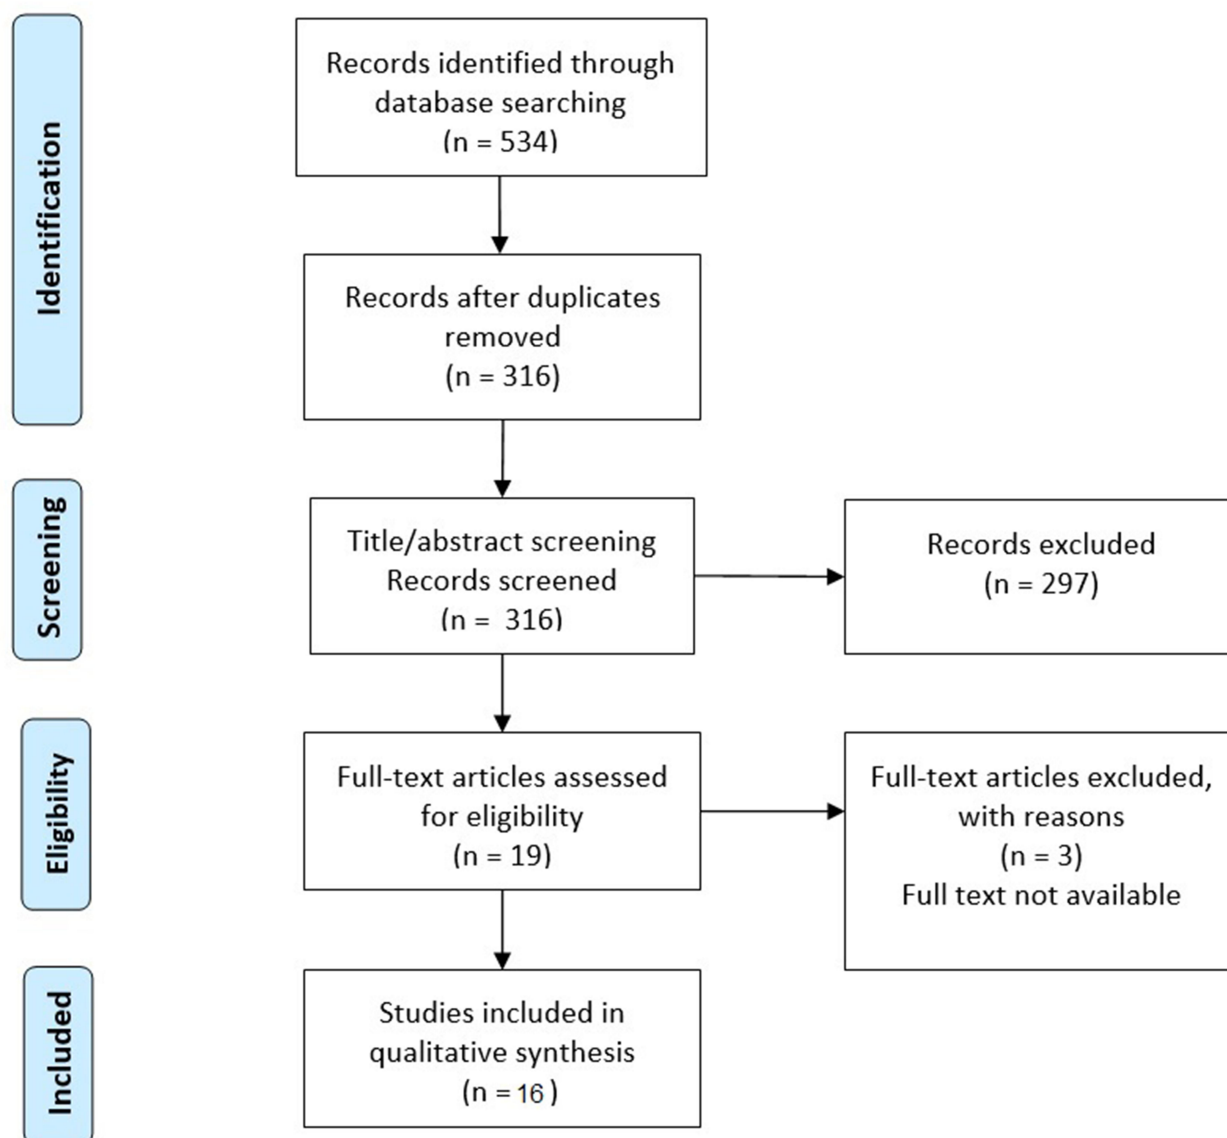 Identification
Records identified through
database searching
(n = 534)
Records after duplicates
removed
(n = 316)
Screening
Title/abstract screening
Records screened
(n =  316)
Records excluded
(n = 297)
Eligibility
Full-text articles assessed
for eligibility
(n = 19)
Full-text articles excluded,
with reasons
(n = 3)
Full text not available
Included
Studies included in
qualitative synthesis
(n = 16 )